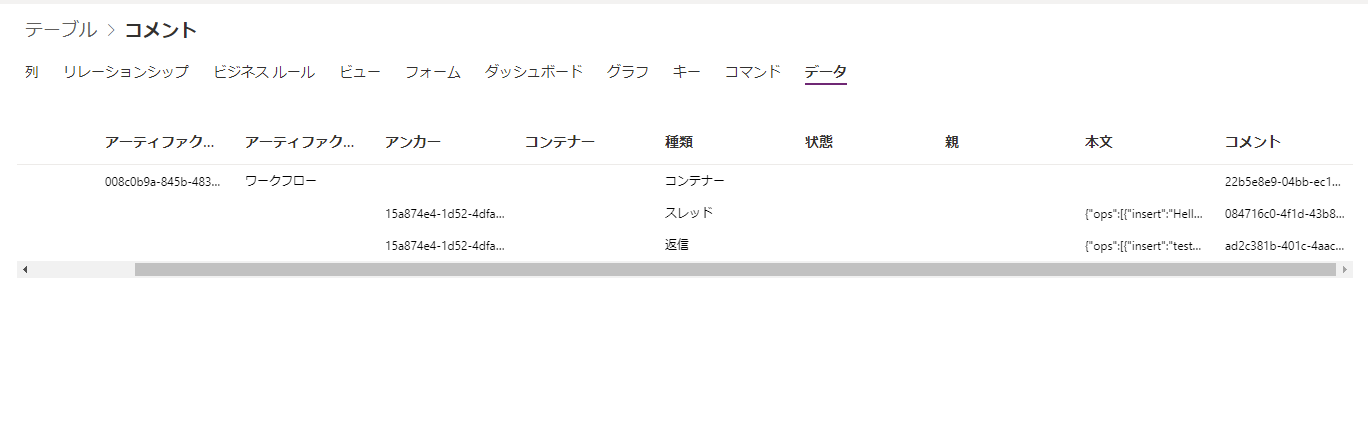 テーブル > コメント
列 リレーションシップ ビジネス ルール ビュー フォーム ダッシュボード グラフ キー コマンド データ
アーティファク... アーティファク... アンカー コンテナー 種類 状態 親 本文 コメント
008c0b9a-845b-483... ワークフロー コンテナー 22b5e8e9-04bb-ec1...
15a874e4-1d52-4dfa... スレッド {"ops":[{"insert":"Hell... 084716c0-4f1d-43b8...
15a874e4-1d52-4dfa... 返信 {"ops":[{"insert":"test... ad2c381b-401c-4aac...